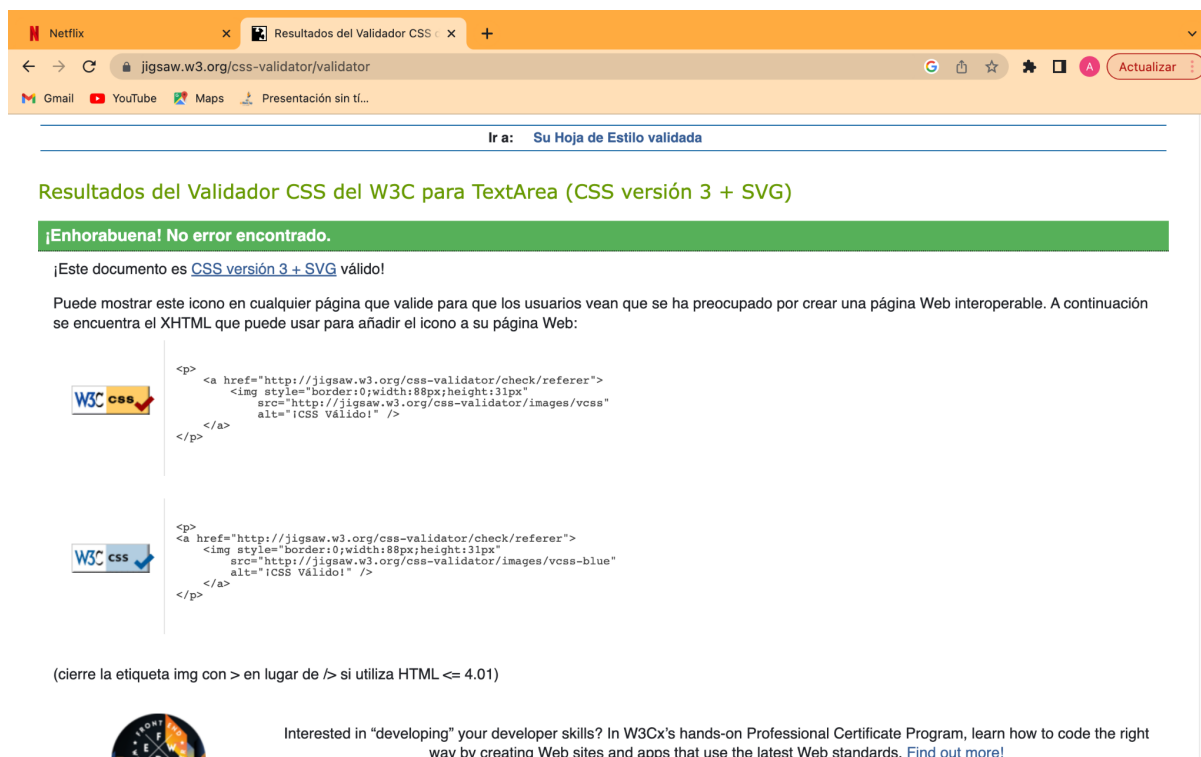 Netflix
Resultados del Validador CSS
jigsaw.w3.org/css-validator/validator
A
Actualizar
Gmail
YouTube
Maps
Presentación sin tí...
Ir a: Su Hoja de Estilo validada
Resultados del Validador CSS del W3C para TextArea (CSS versión 3 + SVG)
¡Enhorabuena! No error encontrado.
¡Este documento es CSS versión 3 + SVG válido!
Puede mostrar este icono en cualquier página que valide para que los usuarios vean que se ha preocupado por crear una página Web interoperable. A continuación
se encuentra el XHTML que puede usar para añadir el icono a su página Web:
W3C css
<p>
<a href="http://jigsaw.w3.org/css-validator/check/referer">
<img style="border:0;width:88px;height:31px"
src="http://jigsaw.w3.org/css-validator/images/vcss"
alt="¡CSS Válido!" />
</a>
</p>
W3C css
<p>
<a href="http://jigsaw.w3.org/css-validator/check/referer">
<img style="border:0;width:88px;height:31px"
src="http://jigsaw.w3.org/css-validator/images/vcss-blue"
alt="¡CSS Válido!" />
</a>
</p>
(cierre la etiqueta img con > en lugar de /> si utiliza HTML <= 4.01)
FRONT END
F
E W
Interested in “developing” your developer skills? In W3Cx’s hands-on Professional Certificate Program, learn how to code the right
way by creating Web sites and apps that use the latest Web standards. Find out more!